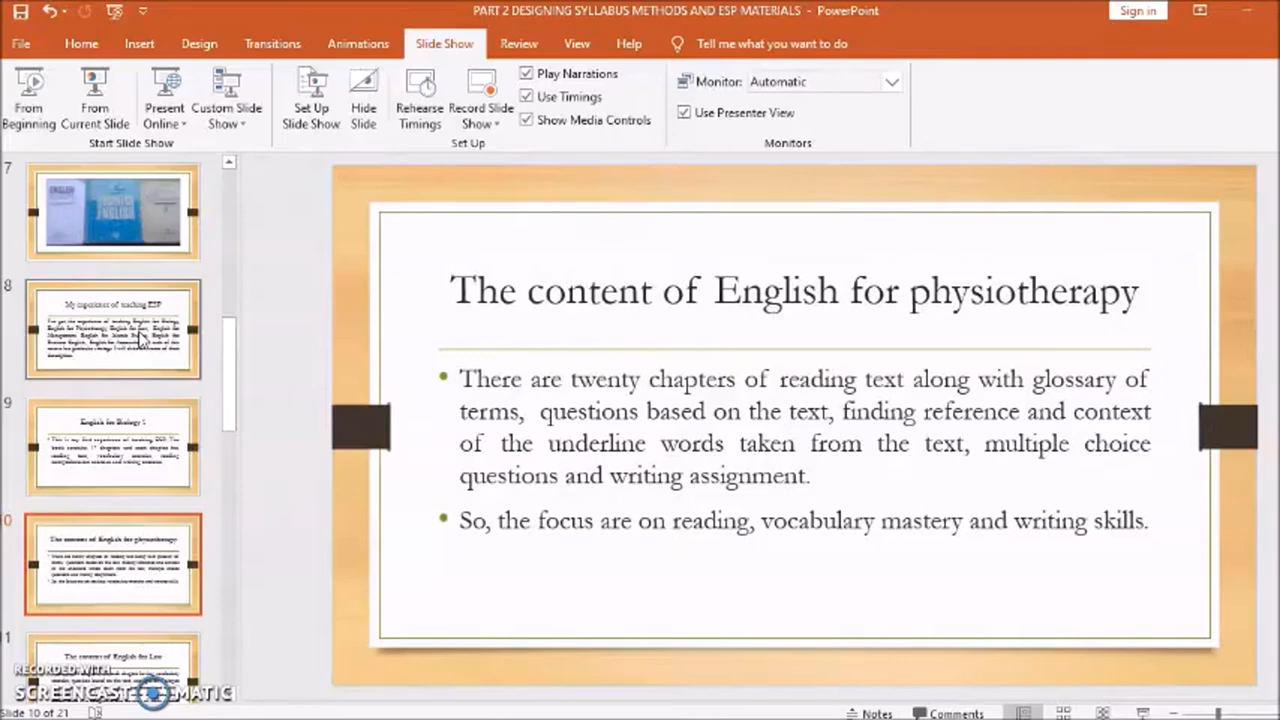 PART 2 DESIGNING SYLLABUS METHODS AND ESP MATERIALS - PowerPoint
Sign in
File Home Insert Design Transitions Animations Slide Show Review View Help Tell me what you want to do
From Beginning
From Current Slide
Present Online
Custom Slide Show
Start Slide Show
Set Up Slide Show
Hide Slide
Rehearse Timings
Record Slide Show
Play Narrations
Use Timings
Show Media Controls
Set Up
Monitor: Automatic
Use Presenter View
Monitors
7
ENGLISH
8
My experience of teaching ESP
9
English for Biology 1
The content of English for physiotherapy
The content of English for Law
The content of English for physiotherapy
There are twenty chapters of reading text along with glossary of
terms, questions based on the text, finding reference and context
of the underline words taken from the text, multiple choice
questions and writing assignment.
So, the focus are on reading, vocabulary mastery and writing skills.
RECORDED WITH
SCREENCAST MATIC
Slide 10 of 21
Notes
Comments